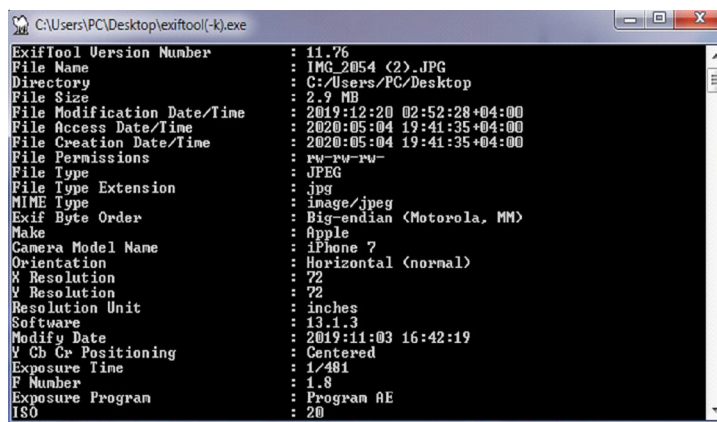 C:\Users\PC\Desktop\exiftool(-k).exe
ExifTool Version Number : 11.76
File Name : IMG_2054 (2).JPG
Directory : C:/Users/PC/Desktop
File Size : 2.9 MB
File Modification Date/Time : 2019:12:20 02:52:28+04:00
File Access Date/Time : 2020:05:04 19:41:35+04:00
File Creation Date/Time : 2020:05:04 19:41:35+04:00
File Permissions : rw-rw-rw-
File Type : JPEG
File Type Extension : jpg
MIME Type : image/jpeg
Exif Byte Order : Big-endian (Motorola, MM)
Make : Apple
Camera Model Name : iPhone 7
Orientation : Horizontal (normal)
X Resolution : 72
Y Resolution : 72
Resolution Unit : inches
Software : 13.1.3
Modify Date : 2019:11:03 16:42:19
Y Cb Cr Positioning : Centered
Exposure Time : 1/481
F Number : 1.8
Exposure Program : Program AE
ISO : 20